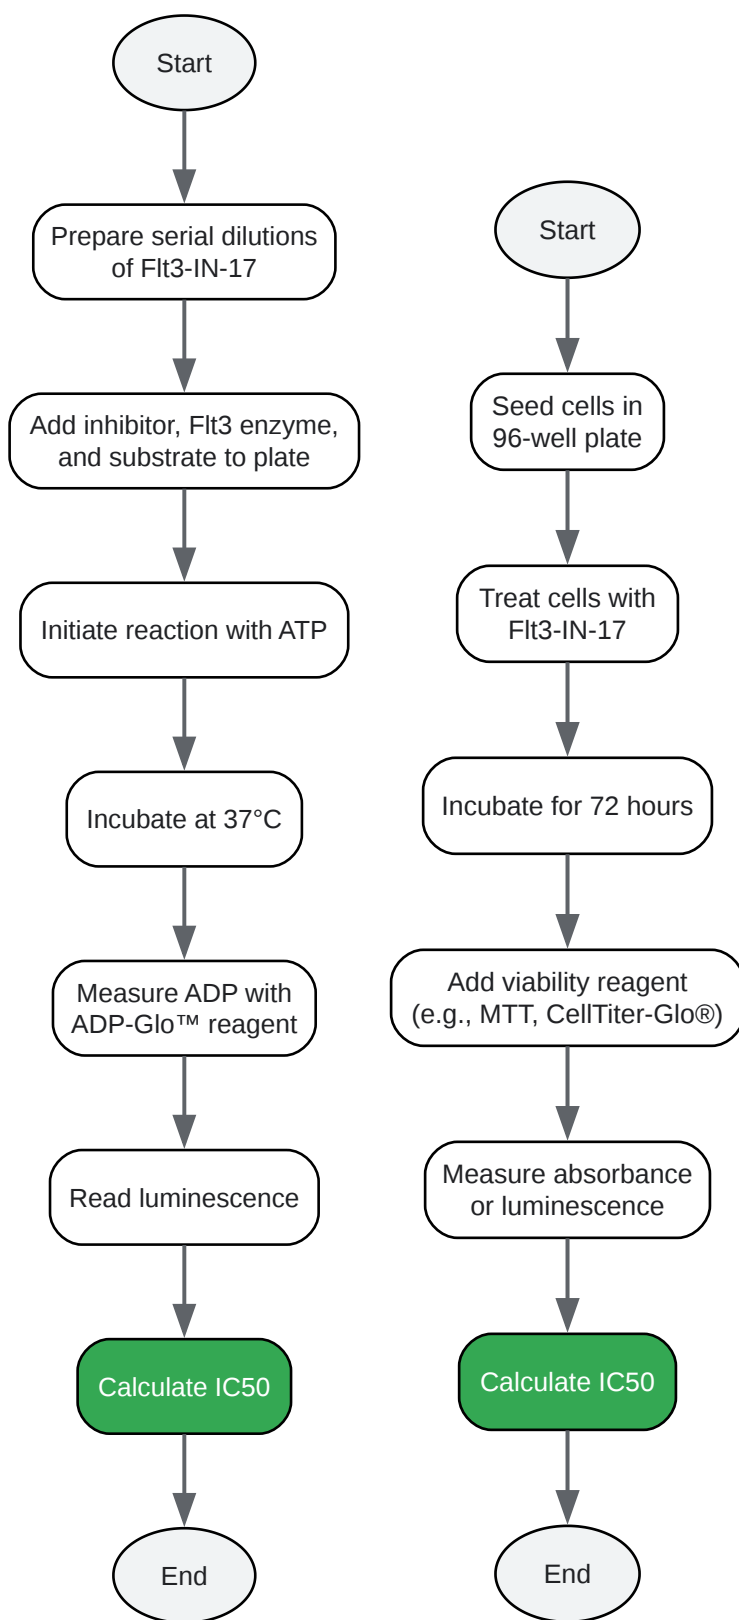 Start
Prepare serial dilutions
of Flt3-IN-17
Add inhibitor, Flt3 enzyme,
and substrate to plate
Initiate reaction with ATP
Incubate at 37°C
Measure ADP with
ADP-Glo™ reagent
Read luminescence
Calculate IC50
End
Start
Seed cells in
96-well plate
Treat cells with
Flt3-IN-17
Incubate for 72 hours
Add viability reagent
(e.g., MTT, CellTiter-Glo®)
Measure absorbance
or luminescence
Calculate IC50
End